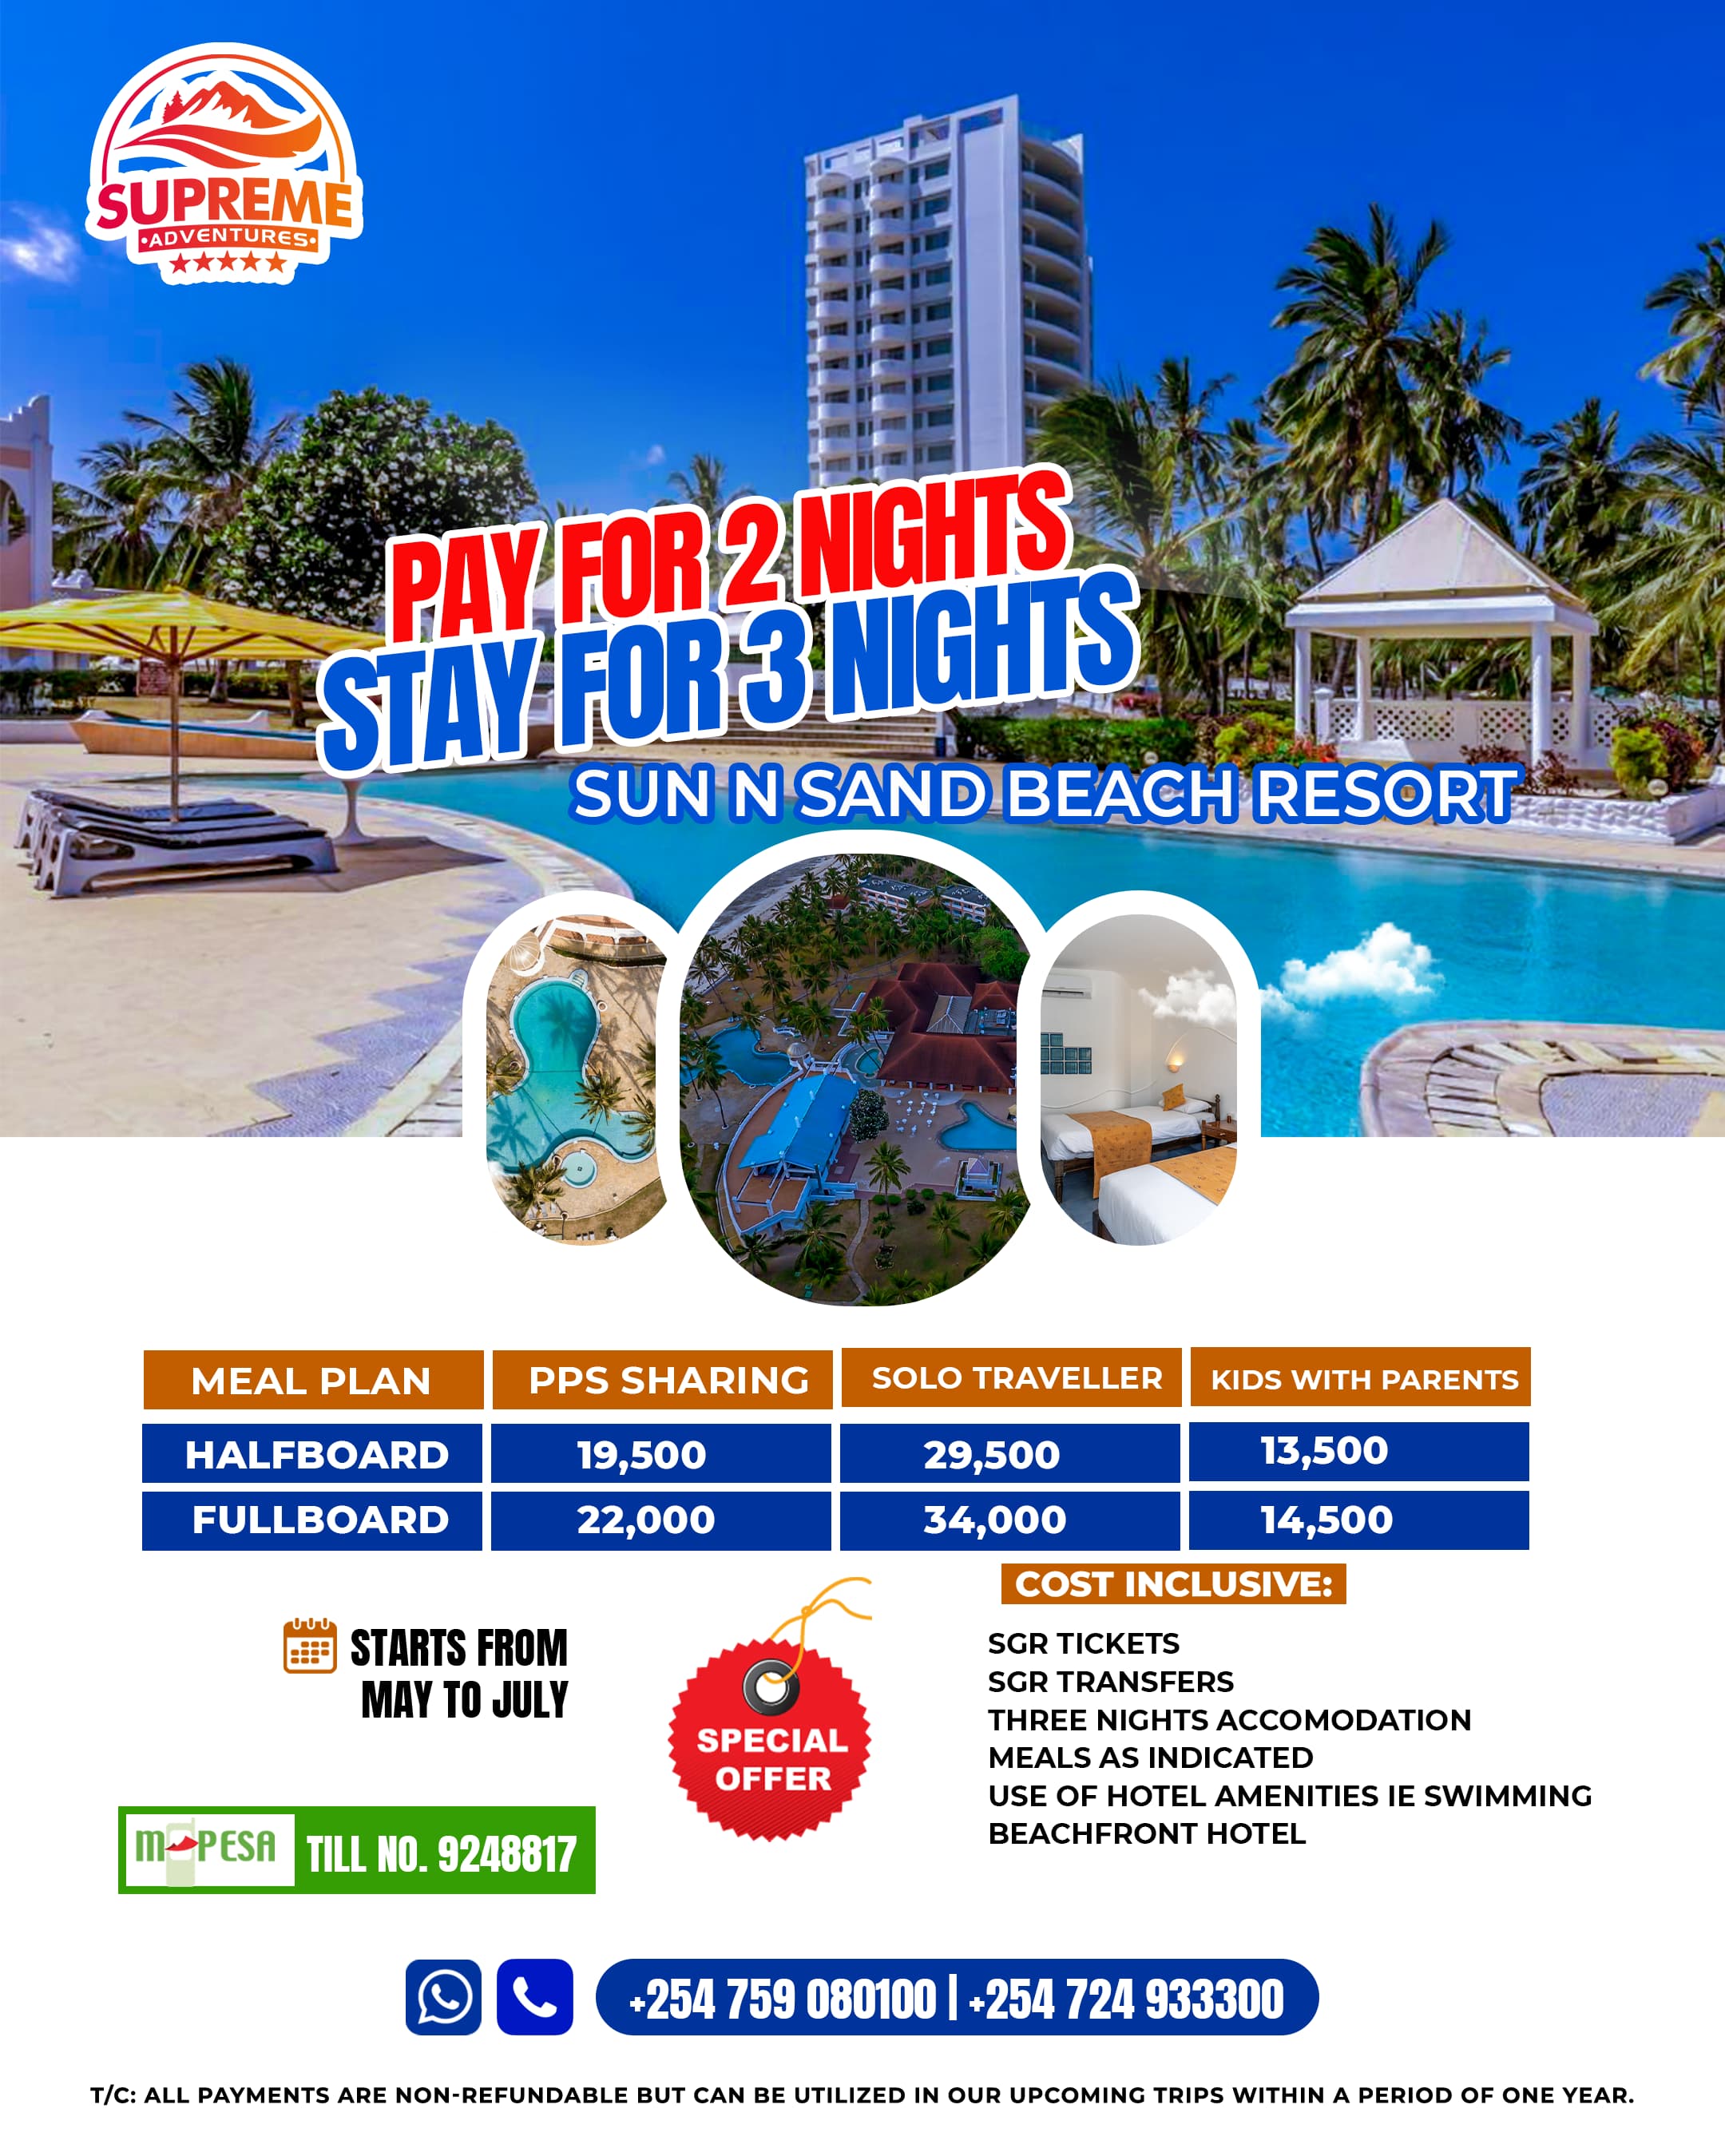 SUPREME
•ADVENTURES•
PAY FOR 2 NIGHTS
STAY FOR 3 NIGHTS
SUN N SAND BEACH RESORT
MEAL PLAN PPS SHARING SOLO TRAVELLER KIDS WITH PARENTS
HALFBOARD 19,500 29,500 13,500
FULLBOARD 22,000 34,000 14,500
STARTS FROM
MAY TO JULY
SPECIAL
OFFER
COST INCLUSIVE:
SGR TICKETS
SGR TRANSFERS
THREE NIGHTS ACCOMODATION
MEALS AS INDICATED
USE OF HOTEL AMENITIES IE SWIMMING
BEACHFRONT HOTEL
M-PESA TILL NO. 9248817
+254 759 080100 | +254 724 933300
T/C: ALL PAYMENTS ARE NON-REFUNDABLE BUT CAN BE UTILIZED IN OUR UPCOMING TRIPS WITHIN A PERIOD OF ONE YEAR.